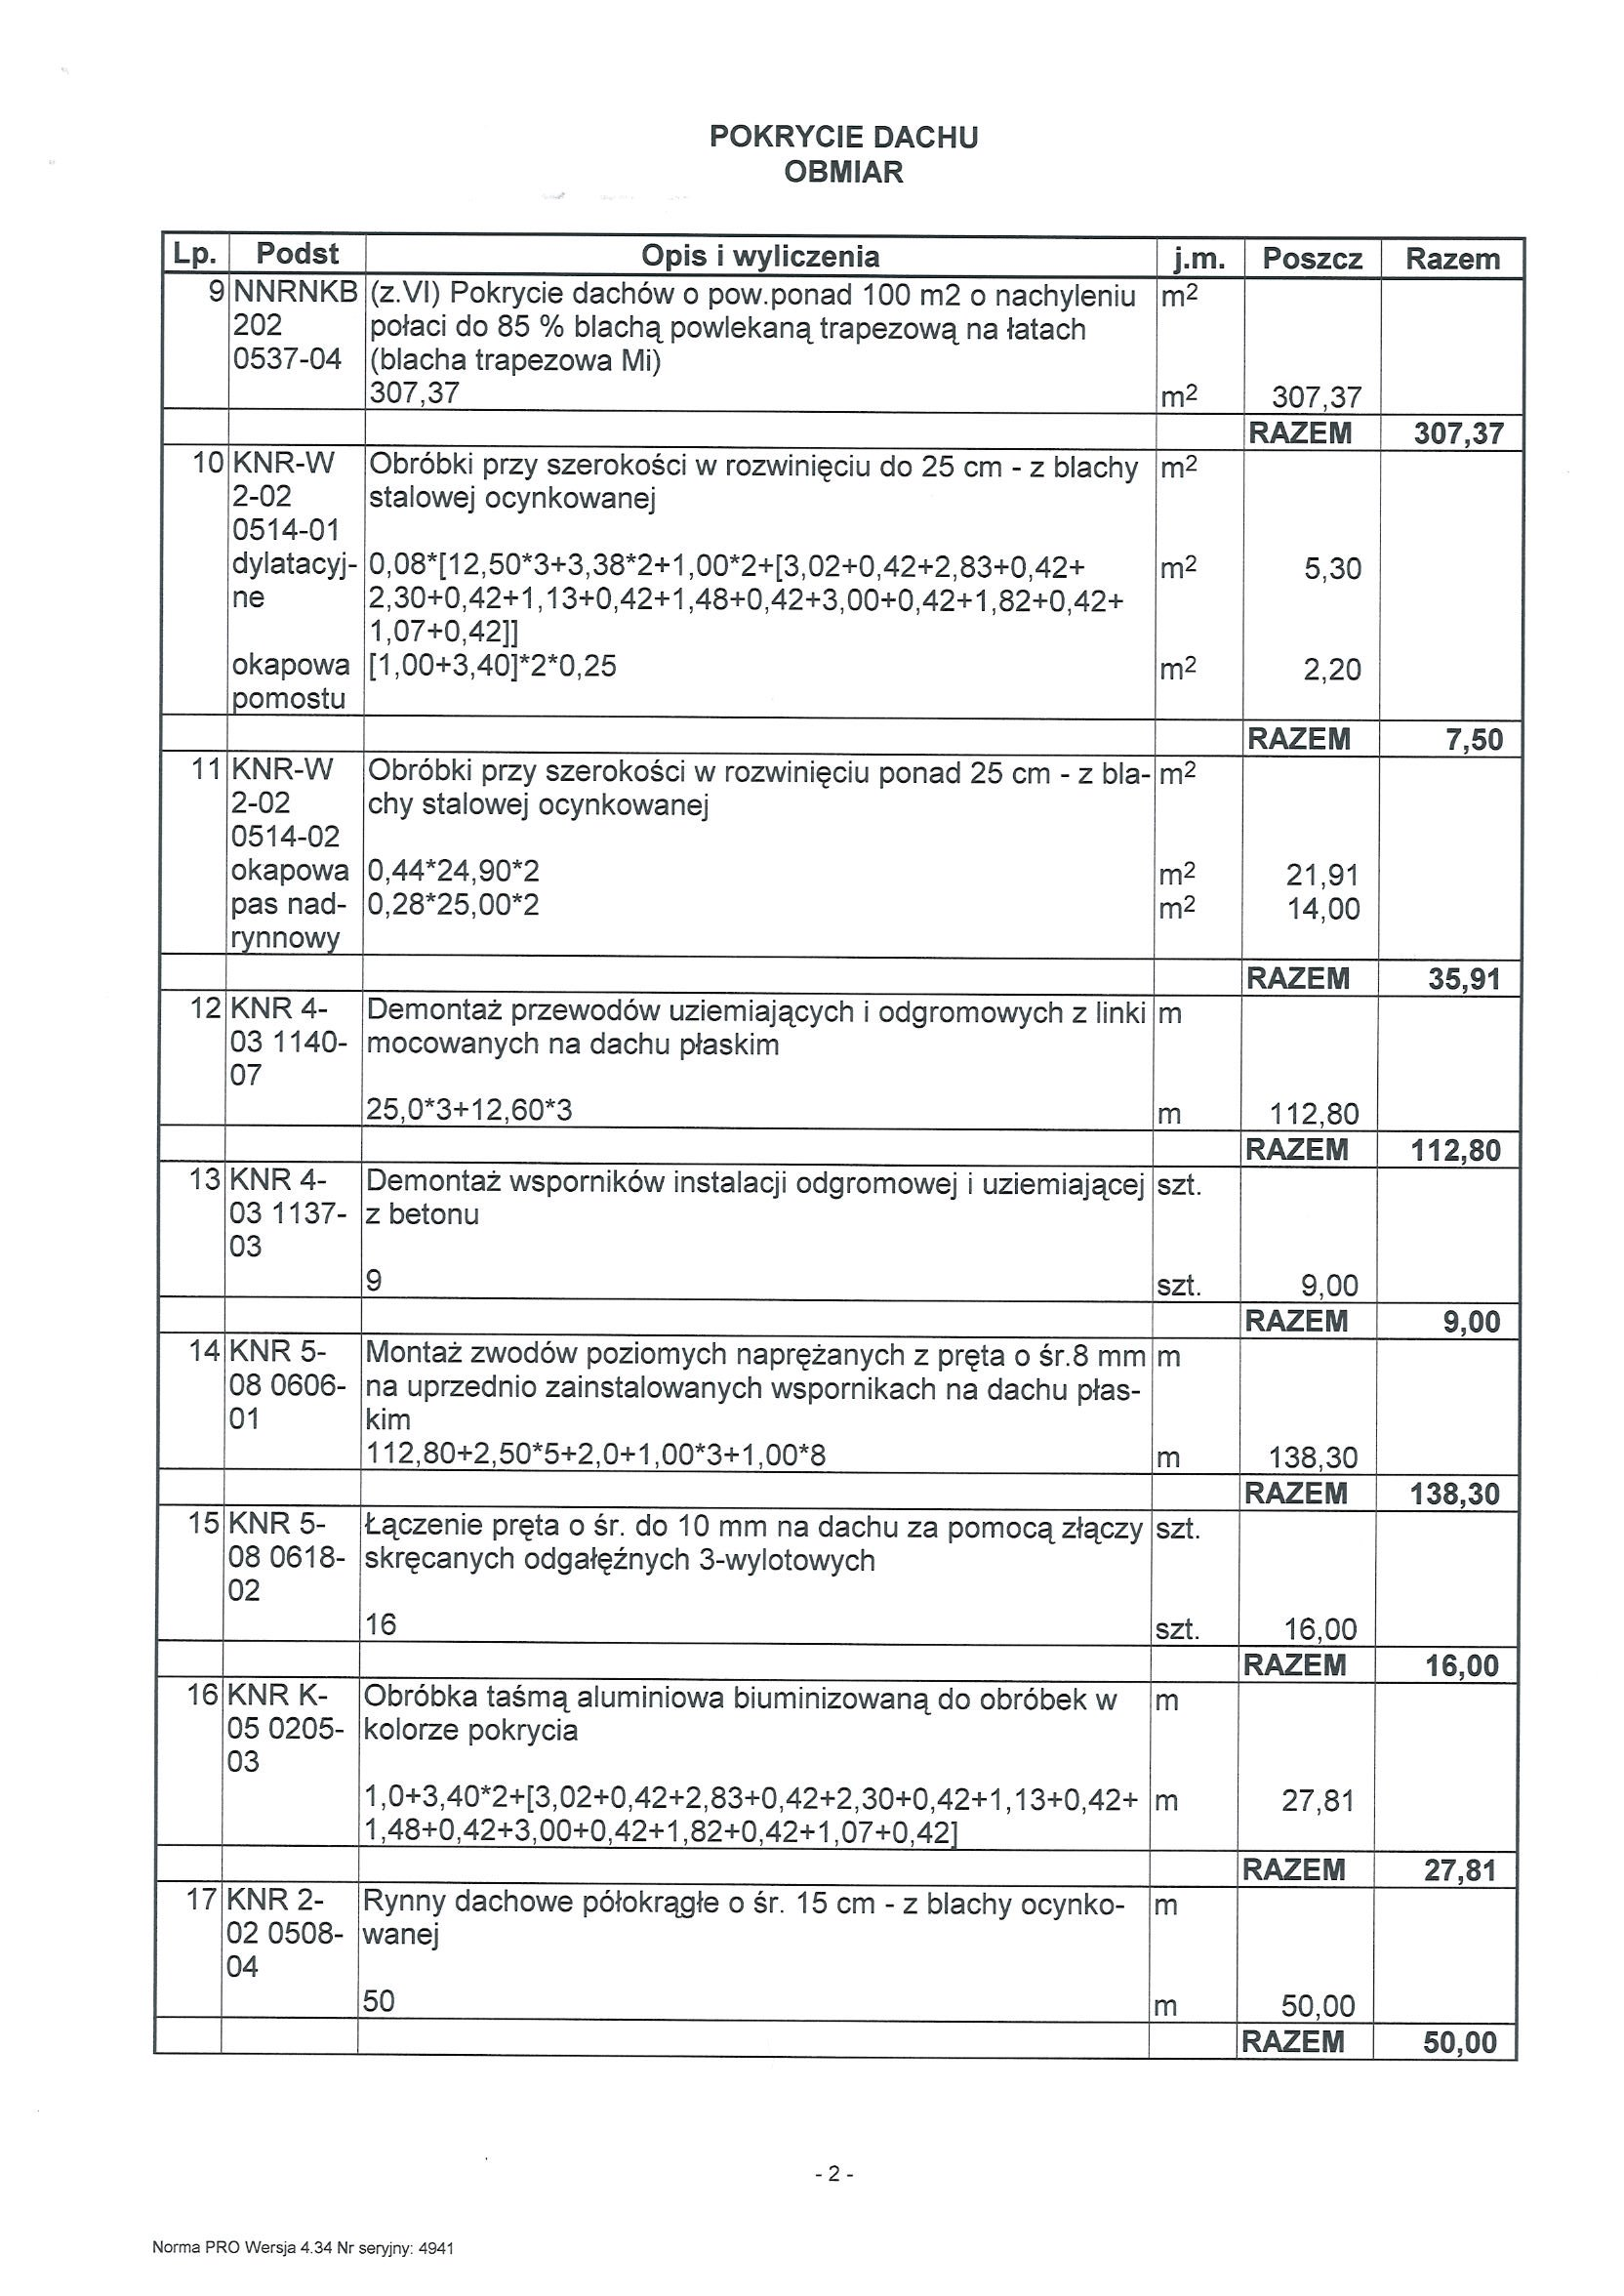 POKRYCIE DACHU
OBMIAR
Lp. Podst Opis i wyliczenia j.m. Poszcz Razem
9 NNRNKB (z.VI) Pokrycie dachów o pow.ponad 100 m2 o nachyleniu m2
202 połaci do 85 % blachą powlekaną trapezową na łatach
0537-04 (blacha trapezowa Mi)
307,37 m2 307,37
RAZEM 307,37
10 KNR-W Obróbki przy szerokości w rozwinięciu do 25 cm - z blachy m2
2-02 stalowej ocynkowanej
0514-01
dylatacyj- 0,08*[12,50*3+3,38*2+1,00*2+[3,02+0,42+2,83+0,42+ m2 5,30
ne 2,30+0,42+1,13+0,42+1,48+0,42+3,00+0,42+1,82+0,42+
1,07+0,42]]
okapowa [1,00+3,40]*2*0,25 m2 2,20
pomostu
RAZEM 7,50
11 KNR-W Obróbki przy szerokości w rozwinięciu ponad 25 cm - z bla- m2
2-02 chy stalowej ocynkowanej
0514-02
okapowa 0,44*24,90*2 m2 21,91
pas nad- 0,28*25,00*2 m2 14,00
rynnowy
RAZEM 35,91
12 KNR 4- Demontaż przewodów uziemiających i odgromowych z linki m
03 1140- mocowanych na dachu płaskim
07
25,0*3+12,60*3 m 112,80
RAZEM 112,80
13 KNR 4- Demontaż wsporników instalacji odgromowej i uziemiającej szt.
03 1137- z betonu
03
9 szt. 9,00
RAZEM 9,00
14 KNR 5- Montaż zwodów poziomych naprężanych z pręta o śr.8 mm m
08 0606- na uprzednio zainstalowanych wspornikach na dachu płas-
01 kim
112,80+2,50*5+2,0+1,00*3+1,00*8 m 138,30
RAZEM 138,30
15 KNR 5- Łączenie pręta o śr. do 10 mm na dachu za pomocą złączy szt.
08 0618- skręcanych odgałęźnych 3-wylotowych
02
16 szt. 16,00
RAZEM 16,00
16 KNR K- Obróbka taśmą aluminiowa biuminizowaną do obróbek w m
05 0205- kolorze pokrycia
03
1,0+3,40*2+[3,02+0,42+2,83+0,42+2,30+0,42+1,13+0,42+ m 27,81
1,48+0,42+3,00+0,42+1,82+0,42+1,07+0,42]
RAZEM 27,81
17 KNR 2- Rynny dachowe półokrągłe o śr. 15 cm - z blachy ocynko- m
02 0508- wanej
04
50 m 50,00
RAZEM 50,00
- 2 -
Norma PRO Wersja 4.34 Nr seryjny: 4941